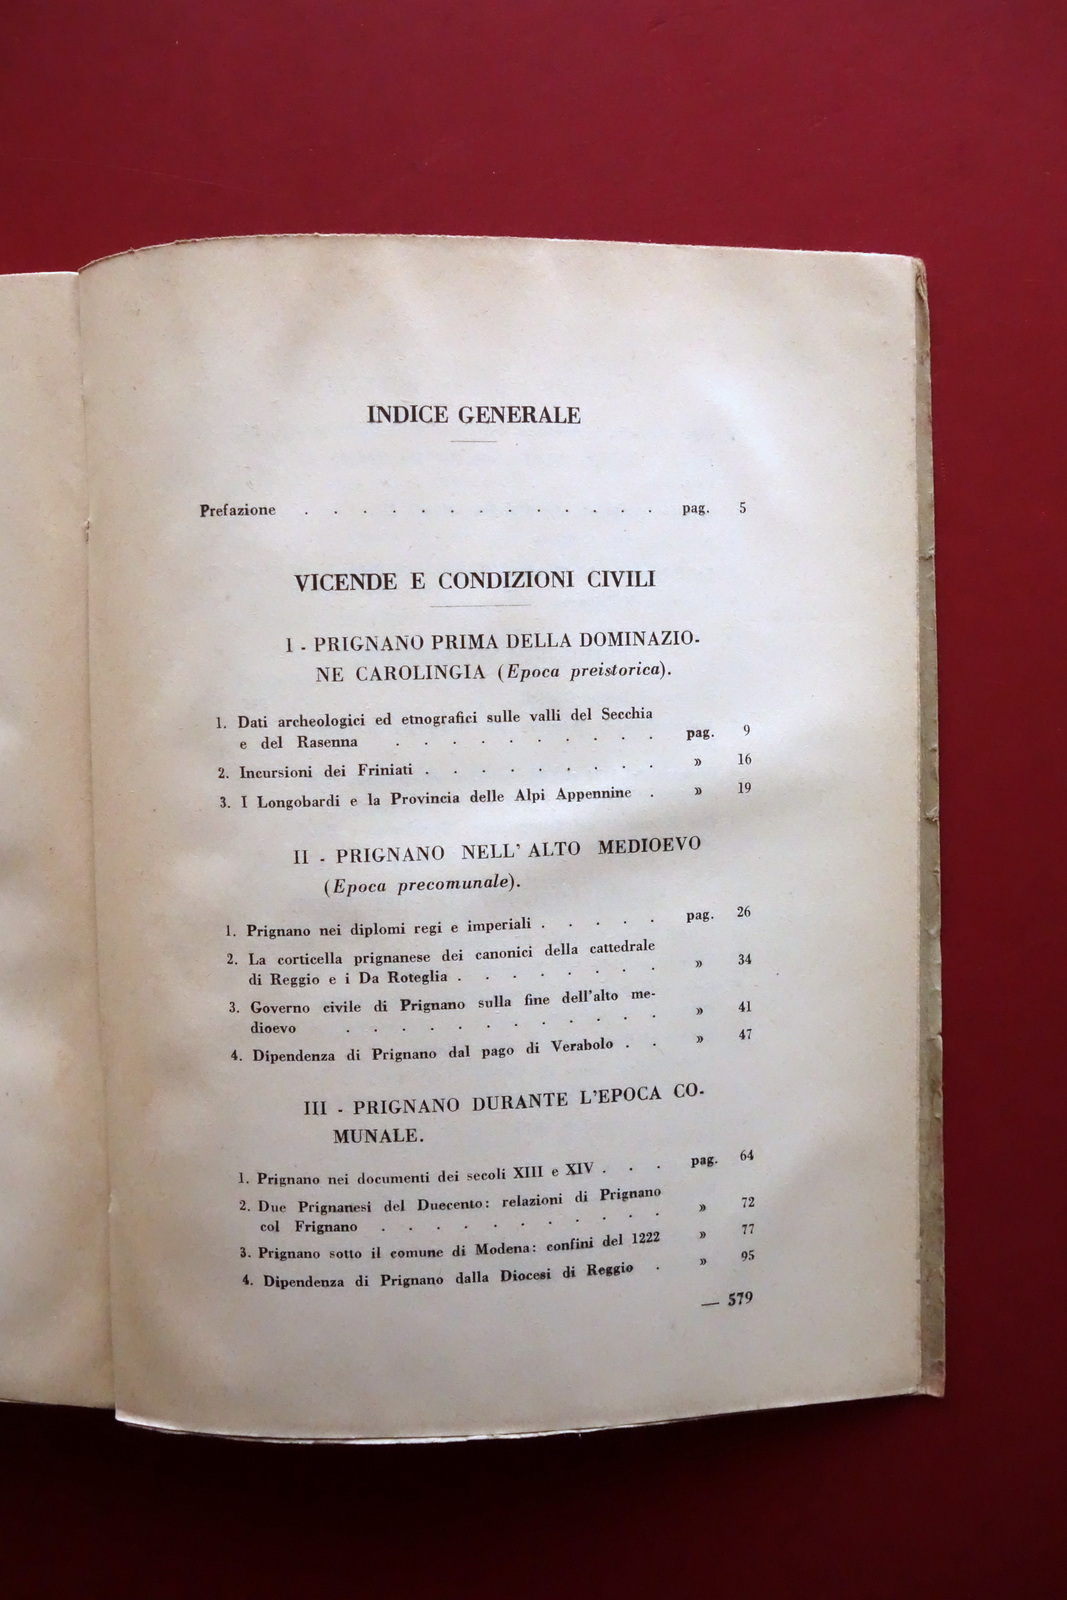 INDICE GENERALE
Prefazione . . . . . . . . . . . . . pag. 5
VICENDE E CONDIZIONI CIVILI
I - PRIGNANO PRIMA DELLA DOMINAZIO-
NE CAROLINGIA (Epoca preistorica).
1. Dati archeologici ed etnografici sulle valli del Secchia
e del Rasenna . . . . . . . . . . pag. 9
2. Incursioni dei Friniati . . . . . . . . . » 16
3. I Longobardi e la Provincia delle Alpi Appennine . » 19
II - PRIGNANO NELL' ALTO MEDIOEVO
(Epoca precomunale).
1. Prignano nei diplomi regi e imperiali . . . . . pag. 26
2. La corticella prignanese dei canonici della cattedrale
di Reggio e i Da Roteglia . . . . . . . . » 34
3. Governo civile di Prignano sulla fine dell'alto me-
dioevo . . . . . . . . . . . . » 41
4. Dipendenza di Prignano dal pago di Verabolo . . » 47
III - PRIGNANO DURANTE L'EPOCA CO-
MUNALE.
1. Prignano nei documenti dei secoli XIII e XIV . . . pag. 64
2. Due Prignanesi del Duecento: relazioni di Prignano
col Frignano . . . . . . . . . . . » 72
3. Prignano sotto il comune di Modena: confini del 1222 » 77
4. Dipendenza di Prignano dalla Diocesi di Reggio . » 95
— 579